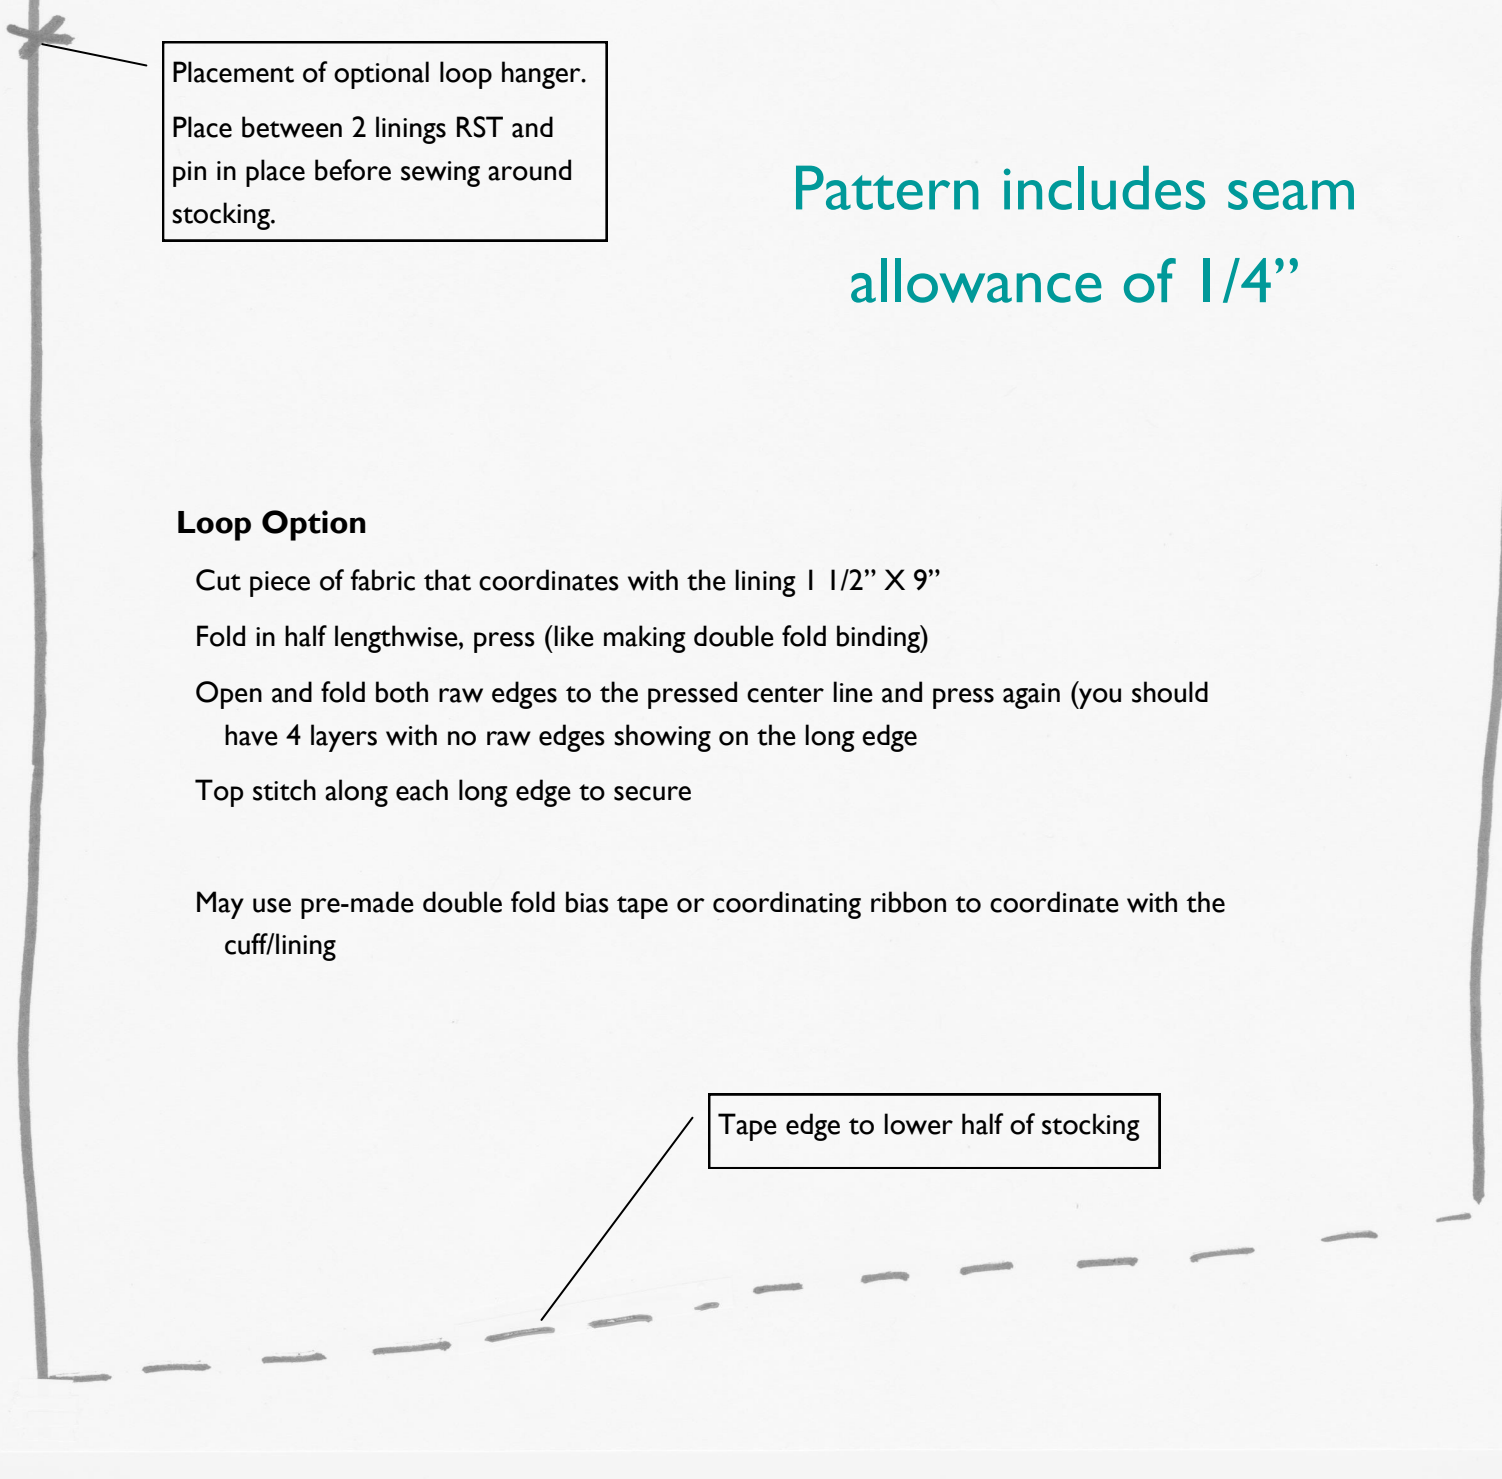 Placement of optional loop hanger.
Place between 2 linings RST and
pin in place before sewing around
stocking.
Pattern includes seam
allowance of 1/4”
Loop Option
Cut piece of fabric that coordinates with the lining 1 1/2” X 9”
Fold in half lengthwise, press (like making double fold binding)
Open and fold both raw edges to the pressed center line and press again (you should
have 4 layers with no raw edges showing on the long edge
Top stitch along each long edge to secure
May use pre-made double fold bias tape or coordinating ribbon to coordinate with the
cuff/lining
Tape edge to lower half of stocking